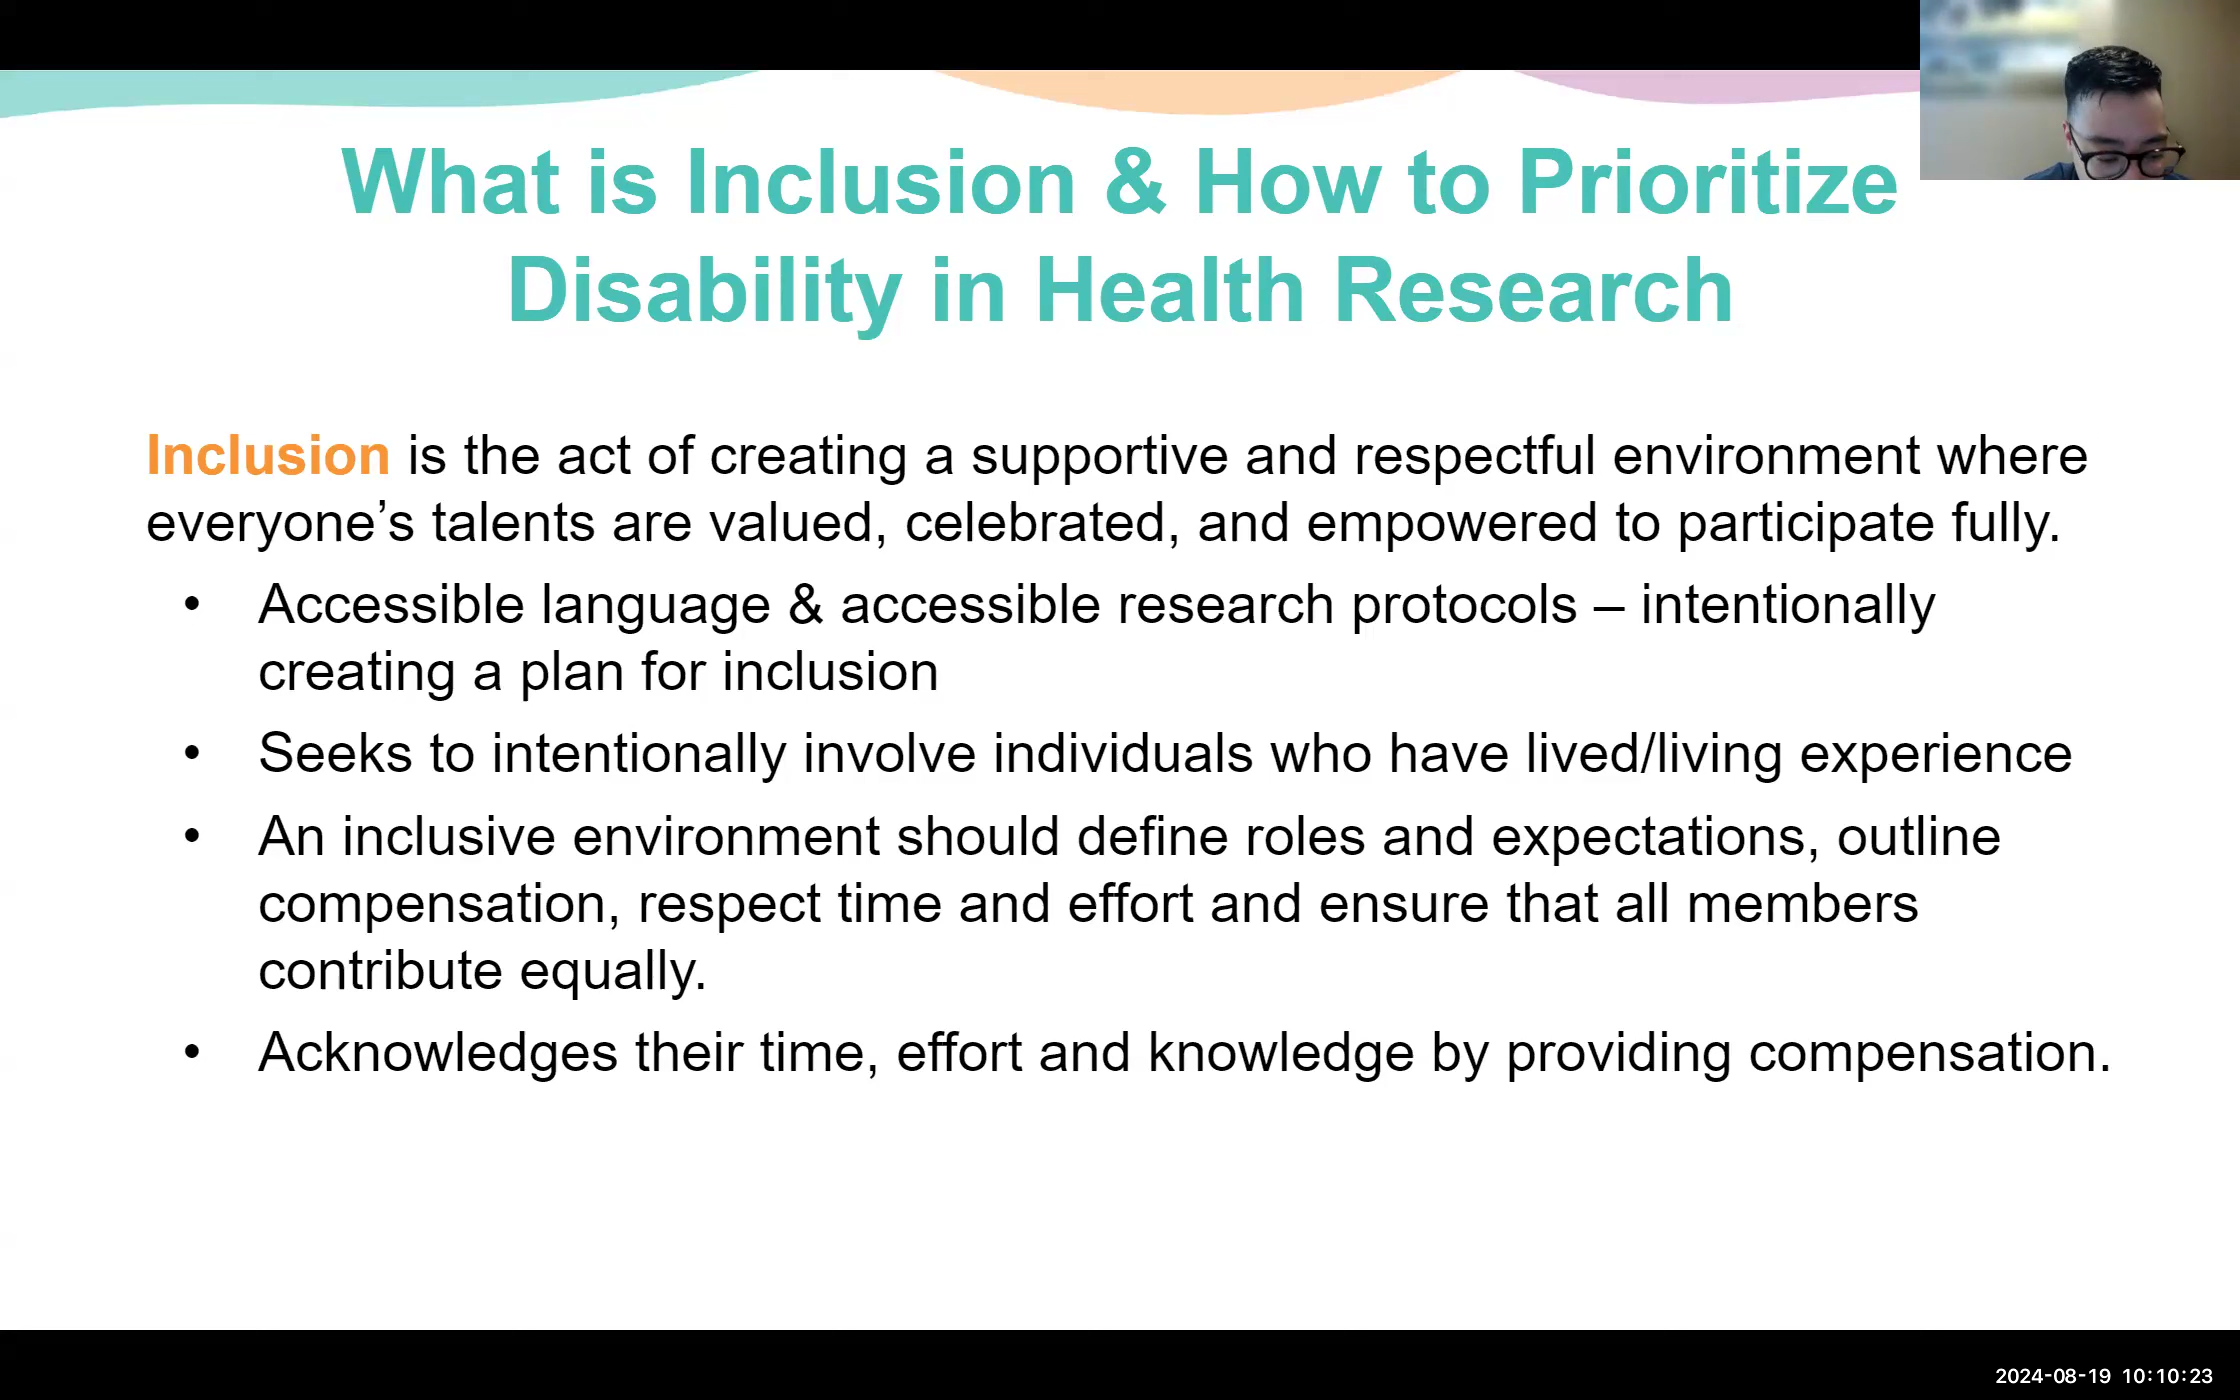 What is Inclusion & How to Prioritize
Disability in Health Research
Inclusion is the act of creating a supportive and respectful environment where
everyone’s talents are valued, celebrated, and empowered to participate fully.
• Accessible language & accessible research protocols – intentionally
creating a plan for inclusion
• Seeks to intentionally involve individuals who have lived/living experience
• An inclusive environment should define roles and expectations, outline
compensation, respect time and effort and ensure that all members
contribute equally.
• Acknowledges their time, effort and knowledge by providing compensation.
2024-08-19 10:10:23